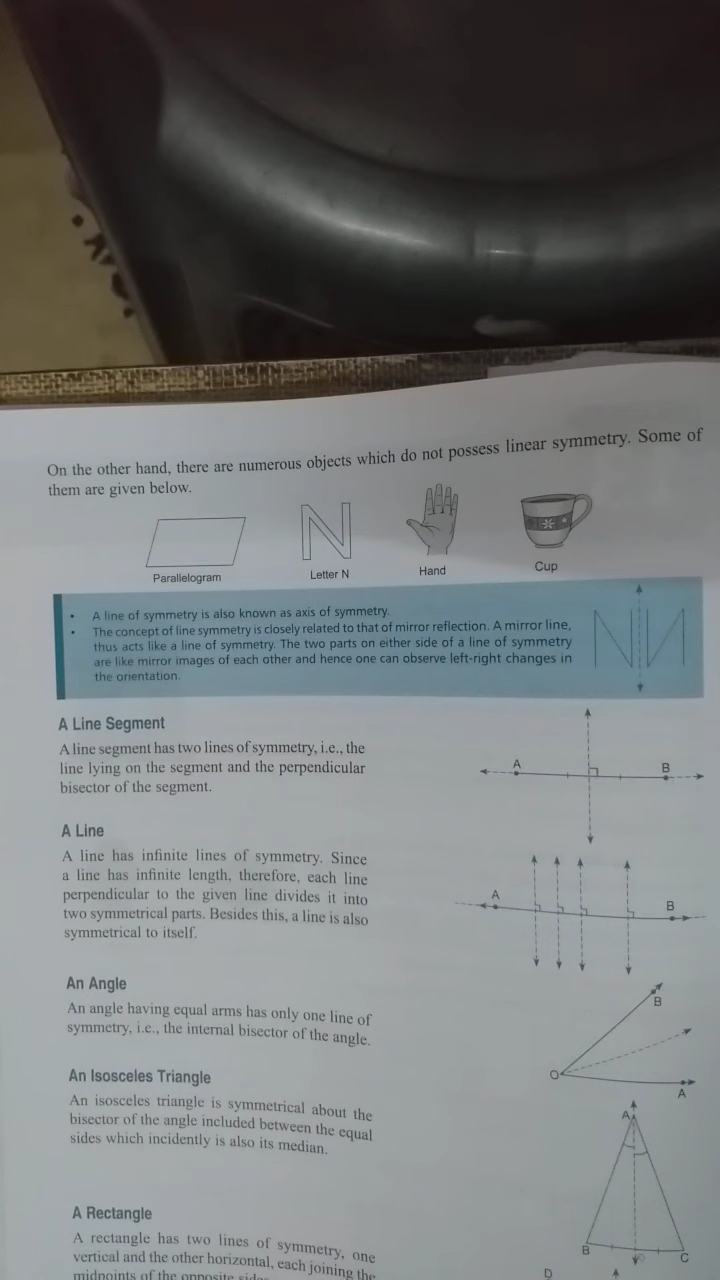 On the other hand, there are numerous objects which do not possess linear symmetry. Some of
them are given below.
N
Parallelogram
Letter N
Hand
Cup
• A line of symmetry is also known as axis of symmetry.
• The concept of line symmetry is closely related to that of mirror reflection. A mirror line,
thus acts like a line of symmetry. The two parts on either side of a line of symmetry
are like mirror images of each other and hence one can observe left-right changes in
the orientation.
N
A Line Segment
A line segment has two lines of symmetry, i.e., the
line lying on the segment and the perpendicular
bisector of the segment.
A B
A Line
A line has infinite lines of symmetry. Since
a line has infinite length, therefore, each line
perpendicular to the given line divides it into
two symmetrical parts. Besides this, a line is also
symmetrical to itself.
A B
An Angle
An angle having equal arms has only one line of
symmetry, i.e., the internal bisector of the angle.
B
O
A
An Isosceles Triangle
An isosceles triangle is symmetrical about the
bisector of the angle included between the equal
sides which incidently is also its median.
A
B C
A Rectangle
A rectangle has two lines of symmetry, one
vertical and the other horizontal, each joining the
midpoints of the opposite sides
D